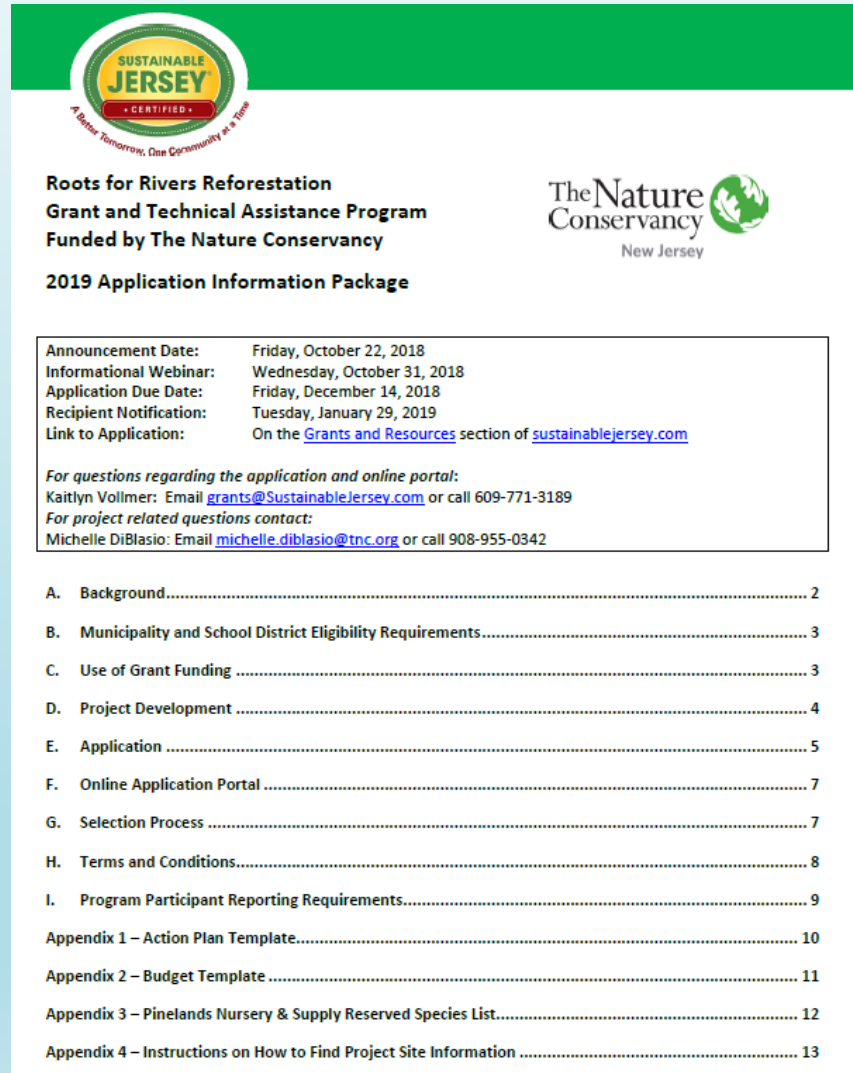 SUSTAINABLE
JERSEY
• CERTIFIED •
A Better Tomorrow, One Community at a Time
Roots for Rivers Reforestation
Grant and Technical Assistance Program
Funded by The Nature Conservancy
2019 Application Information Package
The Nature
Conservancy
New Jersey
Announcement Date: Friday, October 22, 2018
Informational Webinar: Wednesday, October 31, 2018
Application Due Date: Friday, December 14, 2018
Recipient Notification: Tuesday, January 29, 2019
Link to Application: On the Grants and Resources section of sustainablejersey.com
For questions regarding the application and online portal:
Kaitlyn Vollmer: Email grants@SustainableJersey.com or call 609-771-3189
For project related questions contact:
Michelle DiBlasio: Email michelle.diblasio@tnc.org or call 908-955-0342
A. Background 2
B. Municipality and School District Eligibility Requirements 3
C. Use of Grant Funding 3
D. Project Development 4
E. Application 5
F. Online Application Portal 7
G. Selection Process 7
H. Terms and Conditions 8
I. Program Participant Reporting Requirements 9
Appendix 1 – Action Plan Template 10
Appendix 2 – Budget Template 11
Appendix 3 – Pinelands Nursery & Supply Reserved Species List 12
Appendix 4 – Instructions on How to Find Project Site Information 13